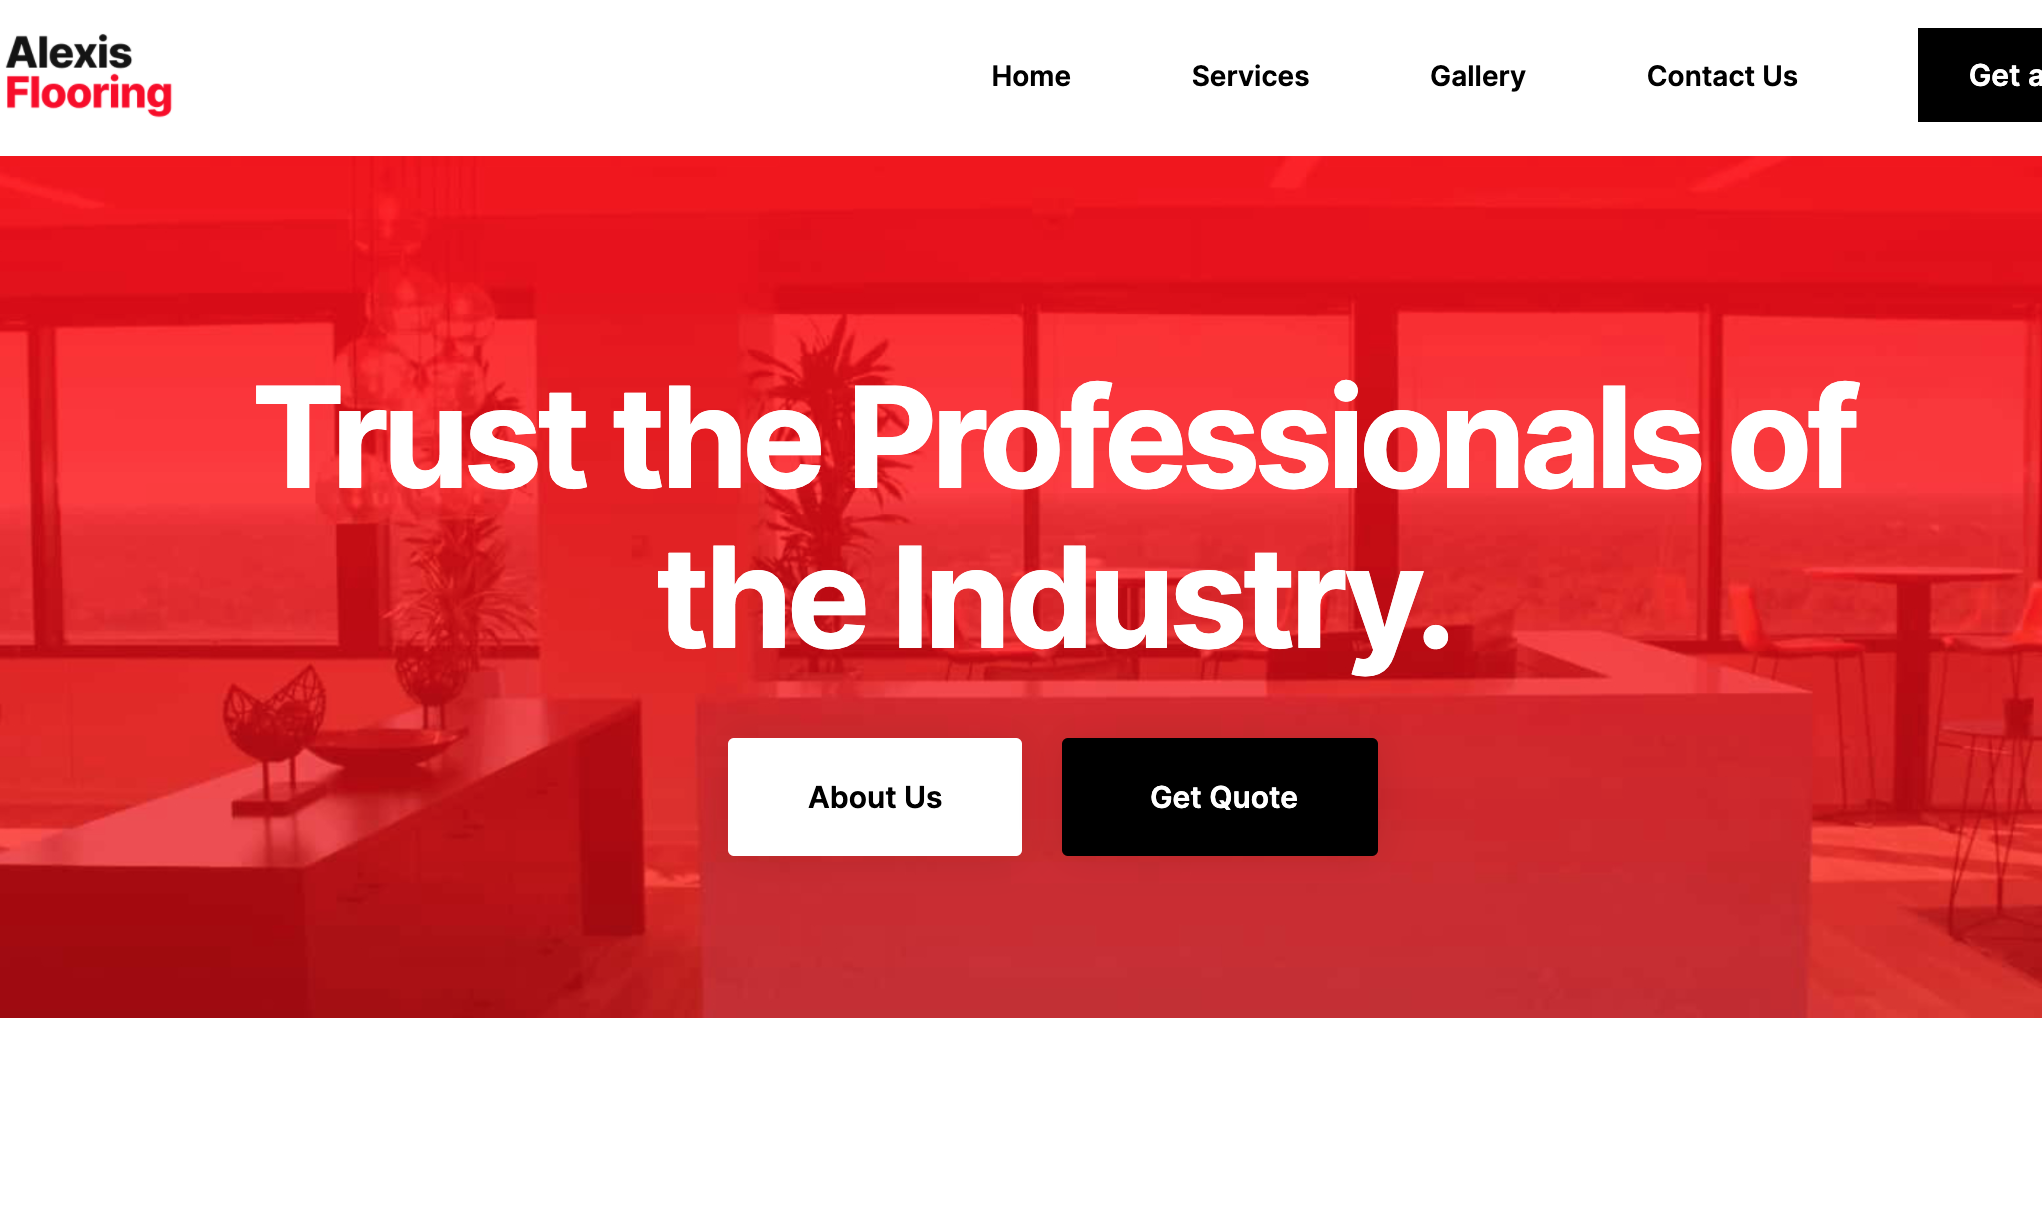 Alexis
Flooring
Home
Services
Gallery
Contact Us
Get a
Trust the Professionals of
the Industry.
About Us
Get Quote